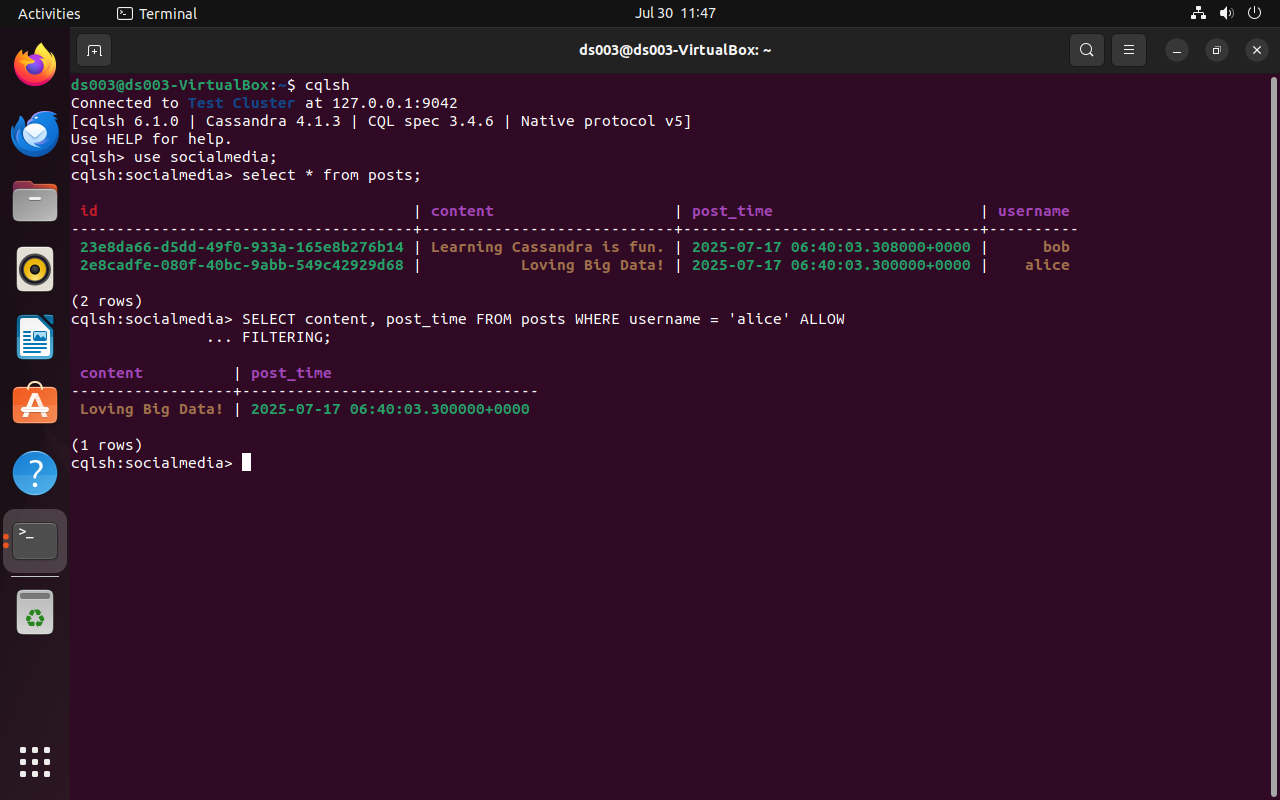 Activities Terminal Jul 30 11:47
ds003@ds003-VirtualBox: ~
ds003@ds003-VirtualBox:~$ cqlsh
Connected to Test Cluster at 127.0.0.1:9042
[cqlsh 6.1.0 | Cassandra 4.1.3 | CQL spec 3.4.6 | Native protocol v5]
Use HELP for help.
cqlsh> use socialmedia;
cqlsh:socialmedia> select * from posts;
 id                                   | content                    | post_time                       | username
--------------------------------------+----------------------------+---------------------------------+----------
 23e8da66-d5dd-49f0-933a-165e8b276b14 | Learning Cassandra is fun. | 2025-07-17 06:40:03.308000+0000 |      bob
 2e8cadfe-080f-40bc-9abb-549c42929d68 |           Loving Big Data! | 2025-07-17 06:40:03.300000+0000 |    alice
(2 rows)
cqlsh:socialmedia> SELECT content, post_time FROM posts WHERE username = 'alice' ALLOW
               ... FILTERING;
 content          | post_time
------------------+---------------------------------
 Loving Big Data! | 2025-07-17 06:40:03.300000+0000
(1 rows)
cqlsh:socialmedia>